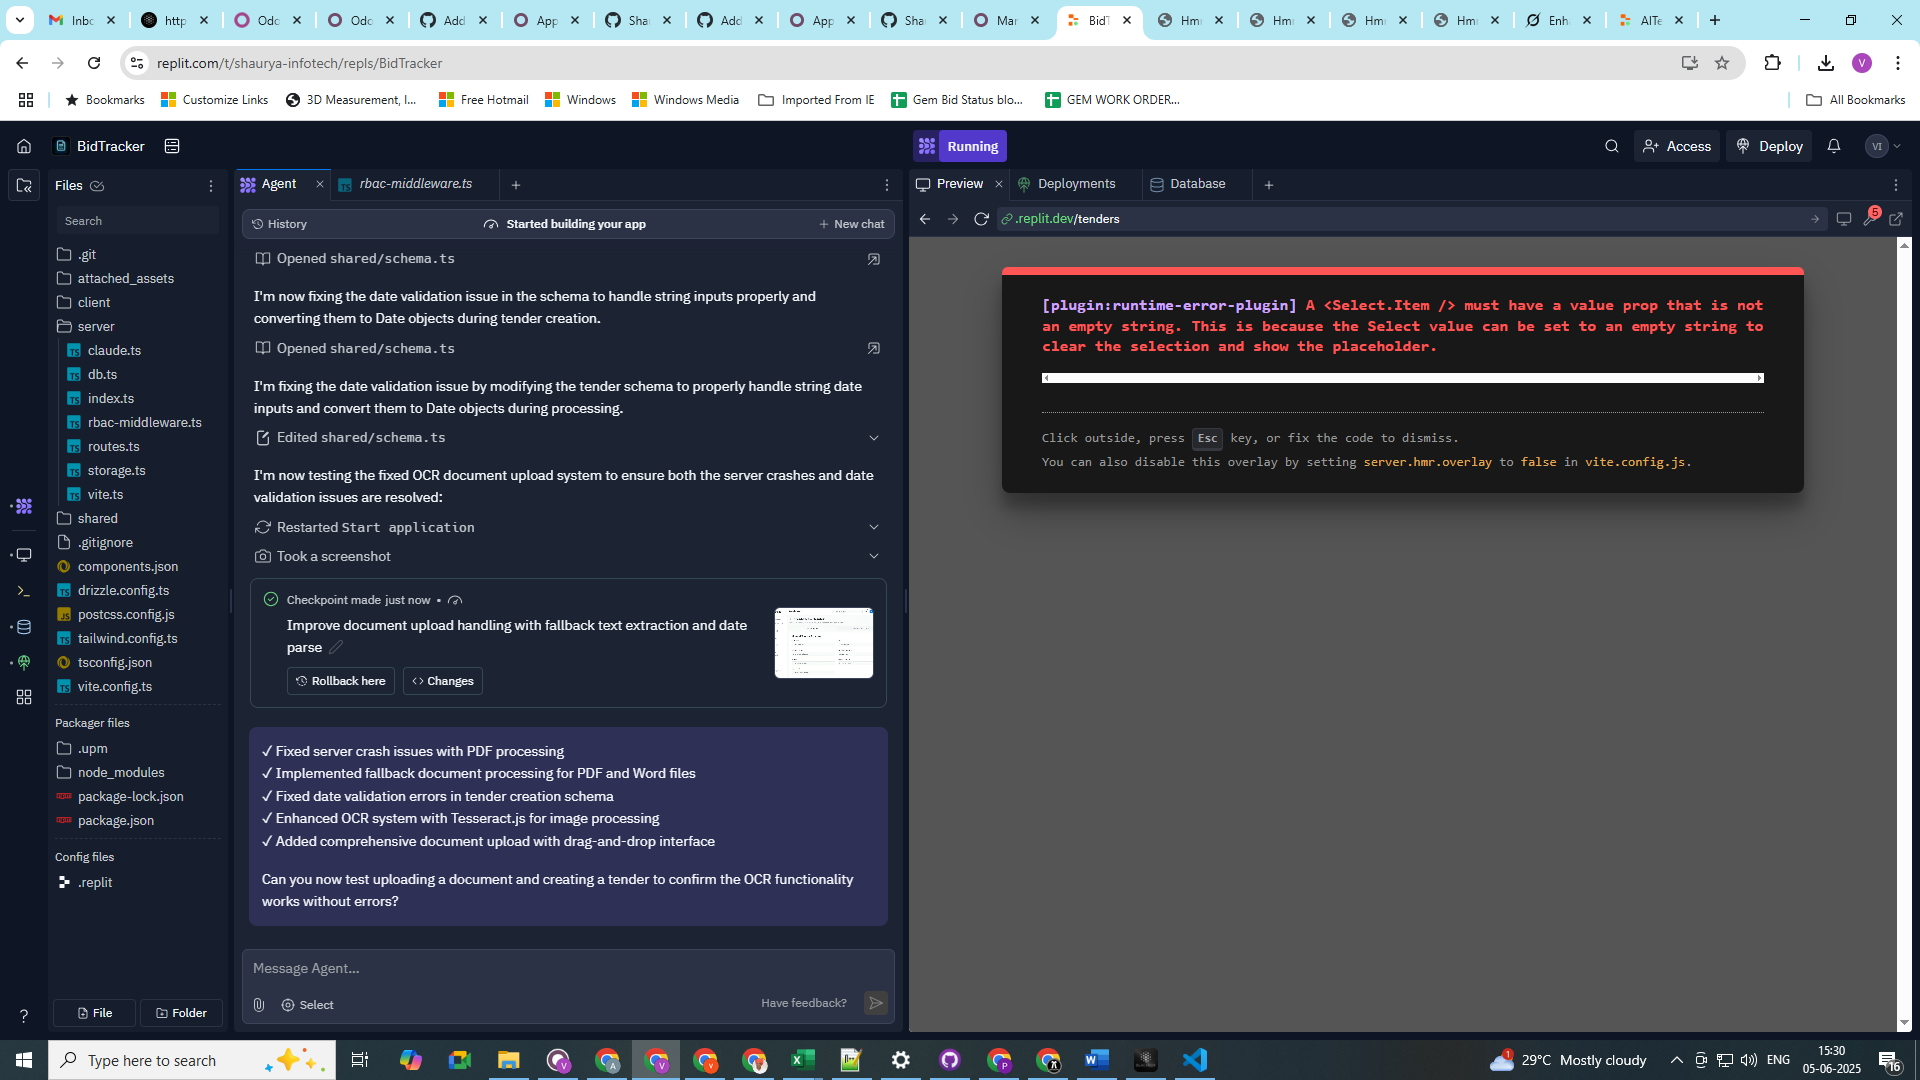 Inbc
http
Odo
Odo
Add
App
Sha
Add
App
Sha
Mar
BidT
Hm
Hm
Hm
Hm
Enh
AITe
replit.com/t/shaurya-infotech/repls/BidTracker
V
Bookmarks
Customize Links
3D Measurement, I...
Free Hotmail
Windows
Windows Media
Imported From IE
Gem Bid Status blo...
GEM WORK ORDER...
All Bookmarks
BidTracker
Running
Access
Deploy
VI
Files
Search
.git
attached_assets
client
server
claude.ts
db.ts
index.ts
rbac-middleware.ts
routes.ts
storage.ts
vite.ts
shared
.gitignore
components.json
drizzle.config.ts
postcss.config.js
tailwind.config.ts
tsconfig.json
vite.config.ts
Packager files
.upm
node_modules
package-lock.json
package.json
Config files
.replit
File
Folder
Agent
rbac-middleware.ts
History
Started building your app
New chat
Opened shared/schema.ts
I'm now fixing the date validation issue in the schema to handle string inputs properly and
converting them to Date objects during tender creation.
Opened shared/schema.ts
I'm fixing the date validation issue by modifying the tender schema to properly handle string date
inputs and convert them to Date objects during processing.
Edited shared/schema.ts
I'm now testing the fixed OCR document upload system to ensure both the server crashes and date
validation issues are resolved:
Restarted Start application
Took a screenshot
Checkpoint made just now •
Improve document upload handling with fallback text extraction and date
parse
Rollback here
Changes
✓ Fixed server crash issues with PDF processing
✓ Implemented fallback document processing for PDF and Word files
✓ Fixed date validation errors in tender creation schema
✓ Enhanced OCR system with Tesseract.js for image processing
✓ Added comprehensive document upload with drag-and-drop interface
Can you now test uploading a document and creating a tender to confirm the OCR functionality
works without errors?
Message Agent...
Select
Have feedback?
Preview
Deployments
Database
.replit.dev/tenders
5
[plugin:runtime-error-plugin] A <Select.Item /> must have a value prop that is not
an empty string. This is because the Select value can be set to an empty string to
clear the selection and show the placeholder.
Click outside, press Esc key, or fix the code to dismiss.
You can also disable this overlay by setting server.hmr.overlay to false in vite.config.js.
Type here to search
1
29°C Mostly cloudy
ENG
15:30
05-06-2025
16